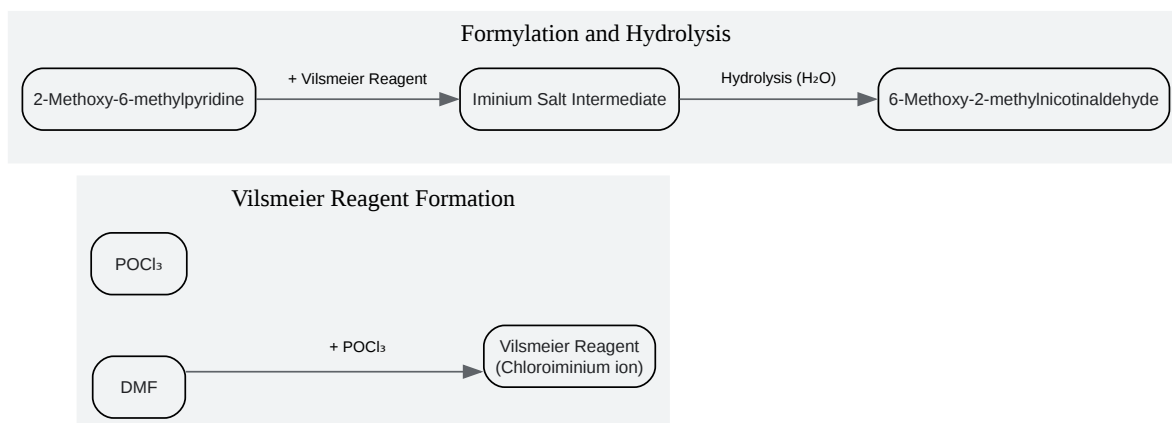 Formylation and Hydrolysis
2-Methoxy-6-methylpyridine
+ Vilsmeier Reagent
Iminium Salt Intermediate
Hydrolysis (H₂O)
6-Methoxy-2-methylnicotinaldehyde
Vilsmeier Reagent Formation
POCl₃
DMF
+ POCl₃
Vilsmeier Reagent
(Chloroiminium ion)